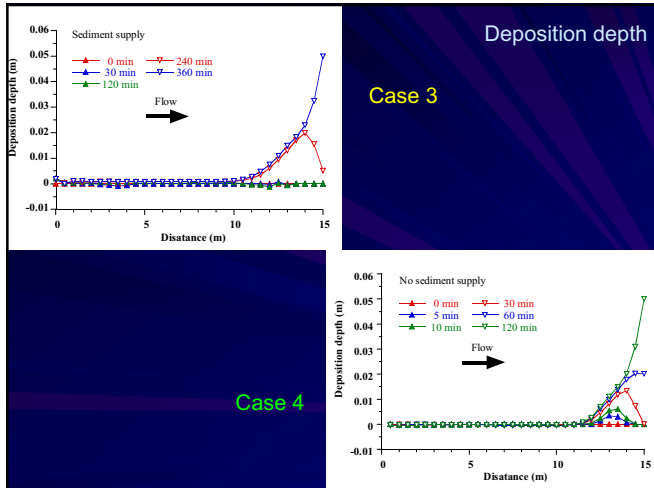 Deposition depth
Case 3
Sediment supply
0 min
240 min
30 min
360 min
120 min
Flow
Deposition depth (m)
0.06
0.05
0.04
0.03
0.02
0.01
0
-0.01
0
5
10
15
Disatance (m)
Case 4
No sediment supply
0 min
30 min
5 min
60 min
10 min
120 min
Flow
Deposition depth (m)
0.06
0.05
0.04
0.03
0.02
0.01
0.00
-0.01
0
5
10
15
Disatance (m)